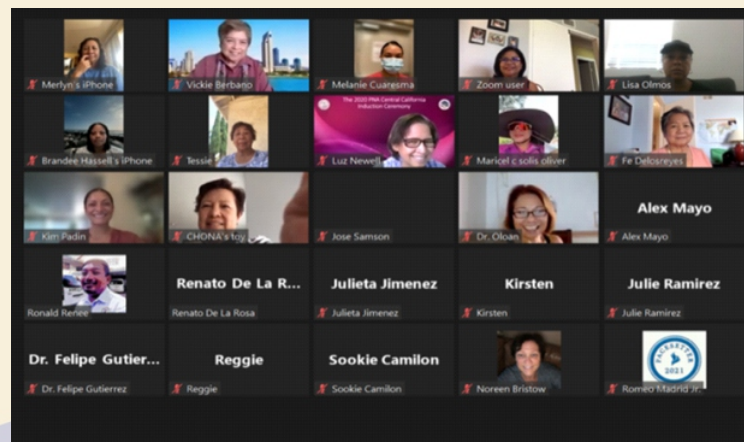 Merlyn's iPhone
Vickie Berbano
Melanie Cuaresma
Zoom user
Lisa Olmos
Brandee Hassell's iPhone
Tessie
The 2020 PNA Central California
Induction Ceremony
Luz Newell
Maricel c solis oliver
Fe Delosreyes
Kim Padin
CHONA's toy
Jose Samson
Dr. Oloan
Alex Mayo
Alex Mayo
Ronald Renee
Renato De La R...
Renato De La Rosa
Julieta Jimenez
Julieta Jimenez
Kirsten
Kirsten
Julie Ramirez
Julie Ramirez
Dr. Felipe Gutier...
Dr. Felipe Gutierrez
Reggie
Reggie
Sookie Camilon
Sookie Camilon
Noreen Bristow
PACESETTER
2021
Romeo Madrid Jr.